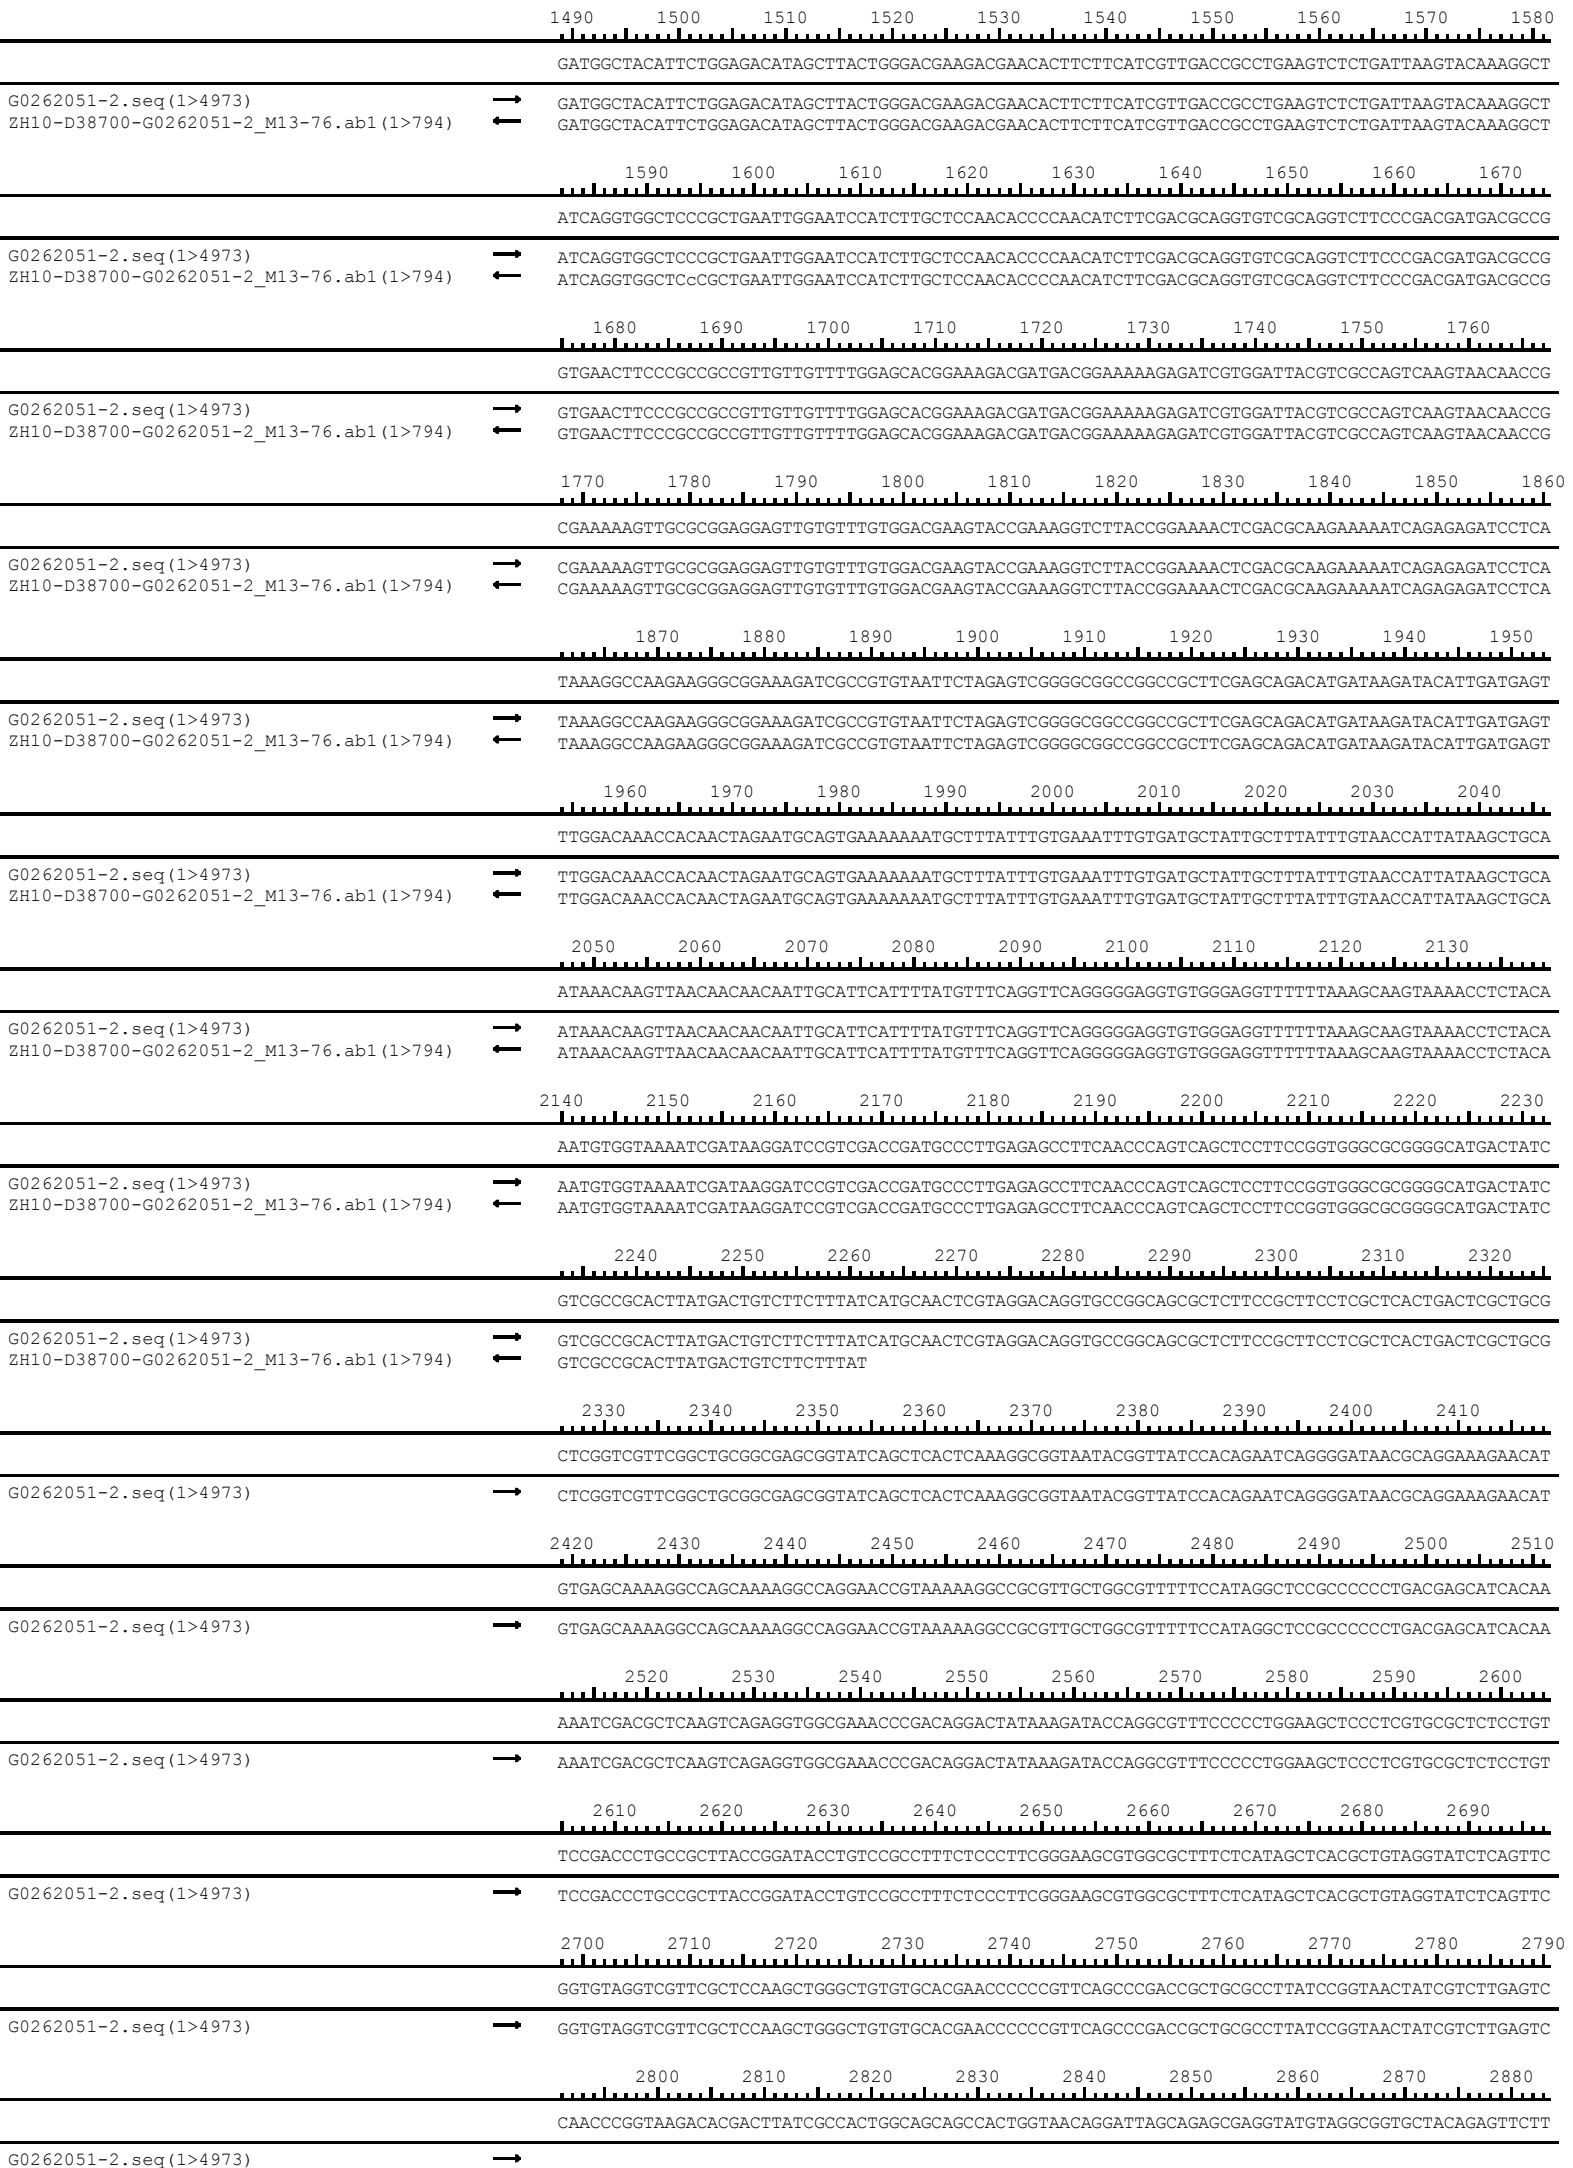 1490 1500 1510 1520 1530 1540 1550 1560 1570 1580
GATGGCTACATTCTGGAGACATAGCTTACTGGGACGAAGACGAACACTTCTTCATCGTTGACCGCCTGAAGTCTCTGATTAAGTACAAAGGCT
G0262051-2.seq(1>4973) GATGGCTACATTCTGGAGACATAGCTTACTGGGACGAAGACGAACACTTCTTCATCGTTGACCGCCTGAAGTCTCTGATTAAGTACAAAGGCT
ZH10-D38700-G0262051-2_M13-76.ab1(1>794) GATGGCTACATTCTGGAGACATAGCTTACTGGGACGAAGACGAACACTTCTTCATCGTTGACCGCCTGAAGTCTCTGATTAAGTACAAAGGCT
1590 1600 1610 1620 1630 1640 1650 1660 1670
ATCAGGTGGCTCCCGCTGAATTGGAATCCATCTTGCTCCAACACCCCAACATCTTCGACGCAGGTGTCGCAGGTCTTCCCGACGATGACGCCG
G0262051-2.seq(1>4973) ATCAGGTGGCTCCCGCTGAATTGGAATCCATCTTGCTCCAACACCCCAACATCTTCGACGCAGGTGTCGCAGGTCTTCCCGACGATGACGCCG
ZH10-D38700-G0262051-2_M13-76.ab1(1>794) ATCAGGTGGCTCcCGCTGAATTGGAATCCATCTTGCTCCAACACCCCAACATCTTCGACGCAGGTGTCGCAGGTCTTCCCGACGATGACGCCG
1680 1690 1700 1710 1720 1730 1740 1750 1760
GTGAACTTCCCGCCGCCGTTGTTGTTTTGGAGCACGGAAAGACGATGACGGAAAAAGAGATCGTGGATTACGTCGCCAGTCAAGTAACAACCG
G0262051-2.seq(1>4973) GTGAACTTCCCGCCGCCGTTGTTGTTTTGGAGCACGGAAAGACGATGACGGAAAAAGAGATCGTGGATTACGTCGCCAGTCAAGTAACAACCG
ZH10-D38700-G0262051-2_M13-76.ab1(1>794) GTGAACTTCCCGCCGCCGTTGTTGTTTTGGAGCACGGAAAGACGATGACGGAAAAAGAGATCGTGGATTACGTCGCCAGTCAAGTAACAACCG
1770 1780 1790 1800 1810 1820 1830 1840 1850 1860
CGAAAAAGTTGCGCGGAGGAGTTGTGTTTGTGGACGAAGTACCGAAAGGTCTTACCGGAAAACTCGACGCAAGAAAAATCAGAGAGATCCTCA
G0262051-2.seq(1>4973) CGAAAAAGTTGCGCGGAGGAGTTGTGTTTGTGGACGAAGTACCGAAAGGTCTTACCGGAAAACTCGACGCAAGAAAAATCAGAGAGATCCTCA
ZH10-D38700-G0262051-2_M13-76.ab1(1>794) CGAAAAAGTTGCGCGGAGGAGTTGTGTTTGTGGACGAAGTACCGAAAGGTCTTACCGGAAAACTCGACGCAAGAAAAATCAGAGAGATCCTCA
1870 1880 1890 1900 1910 1920 1930 1940 1950
TAAAGGCCAAGAAGGGCGGAAAGATCGCCGTGTAATTCTAGAGTCGGGGCGGCCGGCCGCTTCGAGCAGACATGATAAGATACATTGATGAGT
G0262051-2.seq(1>4973) TAAAGGCCAAGAAGGGCGGAAAGATCGCCGTGTAATTCTAGAGTCGGGGCGGCCGGCCGCTTCGAGCAGACATGATAAGATACATTGATGAGT
ZH10-D38700-G0262051-2_M13-76.ab1(1>794) TAAAGGCCAAGAAGGGCGGAAAGATCGCCGTGTAATTCTAGAGTCGGGGCGGCCGGCCGCTTCGAGCAGACATGATAAGATACATTGATGAGT
1960 1970 1980 1990 2000 2010 2020 2030 2040
TTGGACAAACCACAACTAGAATGCAGTGAAAAAAATGCTTTATTTGTGAAATTTGTGATGCTATTGCTTTATTTGTAACCATTATAAGCTGCA
G0262051-2.seq(1>4973) TTGGACAAACCACAACTAGAATGCAGTGAAAAAAATGCTTTATTTGTGAAATTTGTGATGCTATTGCTTTATTTGTAACCATTATAAGCTGCA
ZH10-D38700-G0262051-2_M13-76.ab1(1>794) TTGGACAAACCACAACTAGAATGCAGTGAAAAAAATGCTTTATTTGTGAAATTTGTGATGCTATTGCTTTATTTGTAACCATTATAAGCTGCA
2050 2060 2070 2080 2090 2100 2110 2120 2130
ATAAACAAGTTAACAACAACAATTGCATTCATTTTATGTTTCAGGTTCAGGGGGAGGTGTGGGAGGTTTTTTAAAGCAAGTAAAACCTCTACA
G0262051-2.seq(1>4973) ATAAACAAGTTAACAACAACAATTGCATTCATTTTATGTTTCAGGTTCAGGGGGAGGTGTGGGAGGTTTTTTAAAGCAAGTAAAACCTCTACA
ZH10-D38700-G0262051-2_M13-76.ab1(1>794) ATAAACAAGTTAACAACAACAATTGCATTCATTTTATGTTTCAGGTTCAGGGGGAGGTGTGGGAGGTTTTTTAAAGCAAGTAAAACCTCTACA
2140 2150 2160 2170 2180 2190 2200 2210 2220 2230
AATGTGGTAAAATCGATAAGGATCCGTCGACCGATGCCCTTGAGAGCCTTCAACCCAGTCAGCTCCTTCCGGTGGGCGCGGGGCATGACTATC
G0262051-2.seq(1>4973) AATGTGGTAAAATCGATAAGGATCCGTCGACCGATGCCCTTGAGAGCCTTCAACCCAGTCAGCTCCTTCCGGTGGGCGCGGGGCATGACTATC
ZH10-D38700-G0262051-2_M13-76.ab1(1>794) AATGTGGTAAAATCGATAAGGATCCGTCGACCGATGCCCTTGAGAGCCTTCAACCCAGTCAGCTCCTTCCGGTGGGCGCGGGGCATGACTATC
2240 2250 2260 2270 2280 2290 2300 2310 2320
GTCGCCGCACTTATGACTGTCTTCTTTATCATGCAACTCGTAGGACAGGTGCCGGCAGCGCTCTTCCGCTTCCTCGCTCACTGACTCGCTGCG
G0262051-2.seq(1>4973) GTCGCCGCACTTATGACTGTCTTCTTTATCATGCAACTCGTAGGACAGGTGCCGGCAGCGCTCTTCCGCTTCCTCGCTCACTGACTCGCTGCG
ZH10-D38700-G0262051-2_M13-76.ab1(1>794) GTCGCCGCACTTATGACTGTCTTCTTTAT
2330 2340 2350 2360 2370 2380 2390 2400 2410
CTCGGTCGTTCGGCTGCGGCGAGCGGTATCAGCTCACTCAAAGGCGGTAATACGGTTATCCACAGAATCAGGGGATAACGCAGGAAAGAACAT
G0262051-2.seq(1>4973) CTCGGTCGTTCGGCTGCGGCGAGCGGTATCAGCTCACTCAAAGGCGGTAATACGGTTATCCACAGAATCAGGGGATAACGCAGGAAAGAACAT
2420 2430 2440 2450 2460 2470 2480 2490 2500 2510
GTGAGCAAAAGGCCAGCAAAAGGCCAGGAACCGTAAAAAGGCCGCGTTGCTGGCGTTTTTCCATAGGCTCCGCCCCCCTGACGAGCATCACAA
G0262051-2.seq(1>4973) GTGAGCAAAAGGCCAGCAAAAGGCCAGGAACCGTAAAAAGGCCGCGTTGCTGGCGTTTTTCCATAGGCTCCGCCCCCCTGACGAGCATCACAA
2520 2530 2540 2550 2560 2570 2580 2590 2600
AAATCGACGCTCAAGTCAGAGGTGGCGAAACCCGACAGGACTATAAAGATACCAGGCGTTTCCCCCTGGAAGCTCCCTCGTGCGCTCTCCTGT
G0262051-2.seq(1>4973) AAATCGACGCTCAAGTCAGAGGTGGCGAAACCCGACAGGACTATAAAGATACCAGGCGTTTCCCCCTGGAAGCTCCCTCGTGCGCTCTCCTGT
2610 2620 2630 2640 2650 2660 2670 2680 2690
TCCGACCCTGCCGCTTACCGGATACCTGTCCGCCTTTCTCCCTTCGGGAAGCGTGGCGCTTTCTCATAGCTCACGCTGTAGGTATCTCAGTTC
G0262051-2.seq(1>4973) TCCGACCCTGCCGCTTACCGGATACCTGTCCGCCTTTCTCCCTTCGGGAAGCGTGGCGCTTTCTCATAGCTCACGCTGTAGGTATCTCAGTTC
2700 2710 2720 2730 2740 2750 2760 2770 2780 2790
GGTGTAGGTCGTTCGCTCCAAGCTGGGCTGTGTGCACGAACCCCCCGTTCAGCCCGACCGCTGCGCCTTATCCGGTAACTATCGTCTTGAGTC
G0262051-2.seq(1>4973) GGTGTAGGTCGTTCGCTCCAAGCTGGGCTGTGTGCACGAACCCCCCGTTCAGCCCGACCGCTGCGCCTTATCCGGTAACTATCGTCTTGAGTC
2800 2810 2820 2830 2840 2850 2860 2870 2880
CAACCCGGTAAGACACGACTTATCGCCACTGGCAGCAGCCACTGGTAACAGGATTAGCAGAGCGAGGTATGTAGGCGGTGCTACAGAGTTCTT
G0262051-2.seq(1>4973)